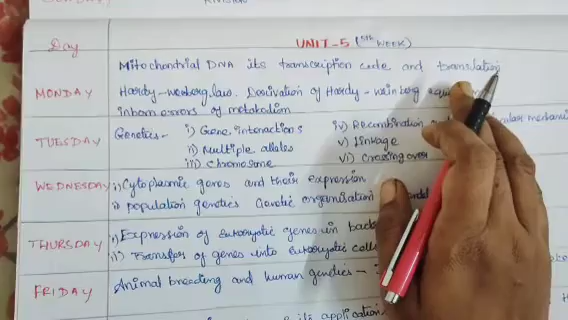 Day
UNIT-5 (5th WEEK)
MONDAY
Mitochondrial DNA its transcription code and translation
Hardy-weinberg law. Derivation of Hardy-weinberg
inborn errors of metabolism
TUESDAY
Genetics - i) Gene interactions
ii) Multiple alleles
iii) chromosome
iv) Recombination
v) linkage
vi) crossing over
WEDNESDAY
i) Cytoplasmic genes and their expression
ii) population genetics Genetic organisation
THURSDAY
i) Expression of Eukaryotic genes in
ii) Transfer of genes into Eukaryotic cells
FRIDAY
Animal breeding and human genetics -
its application